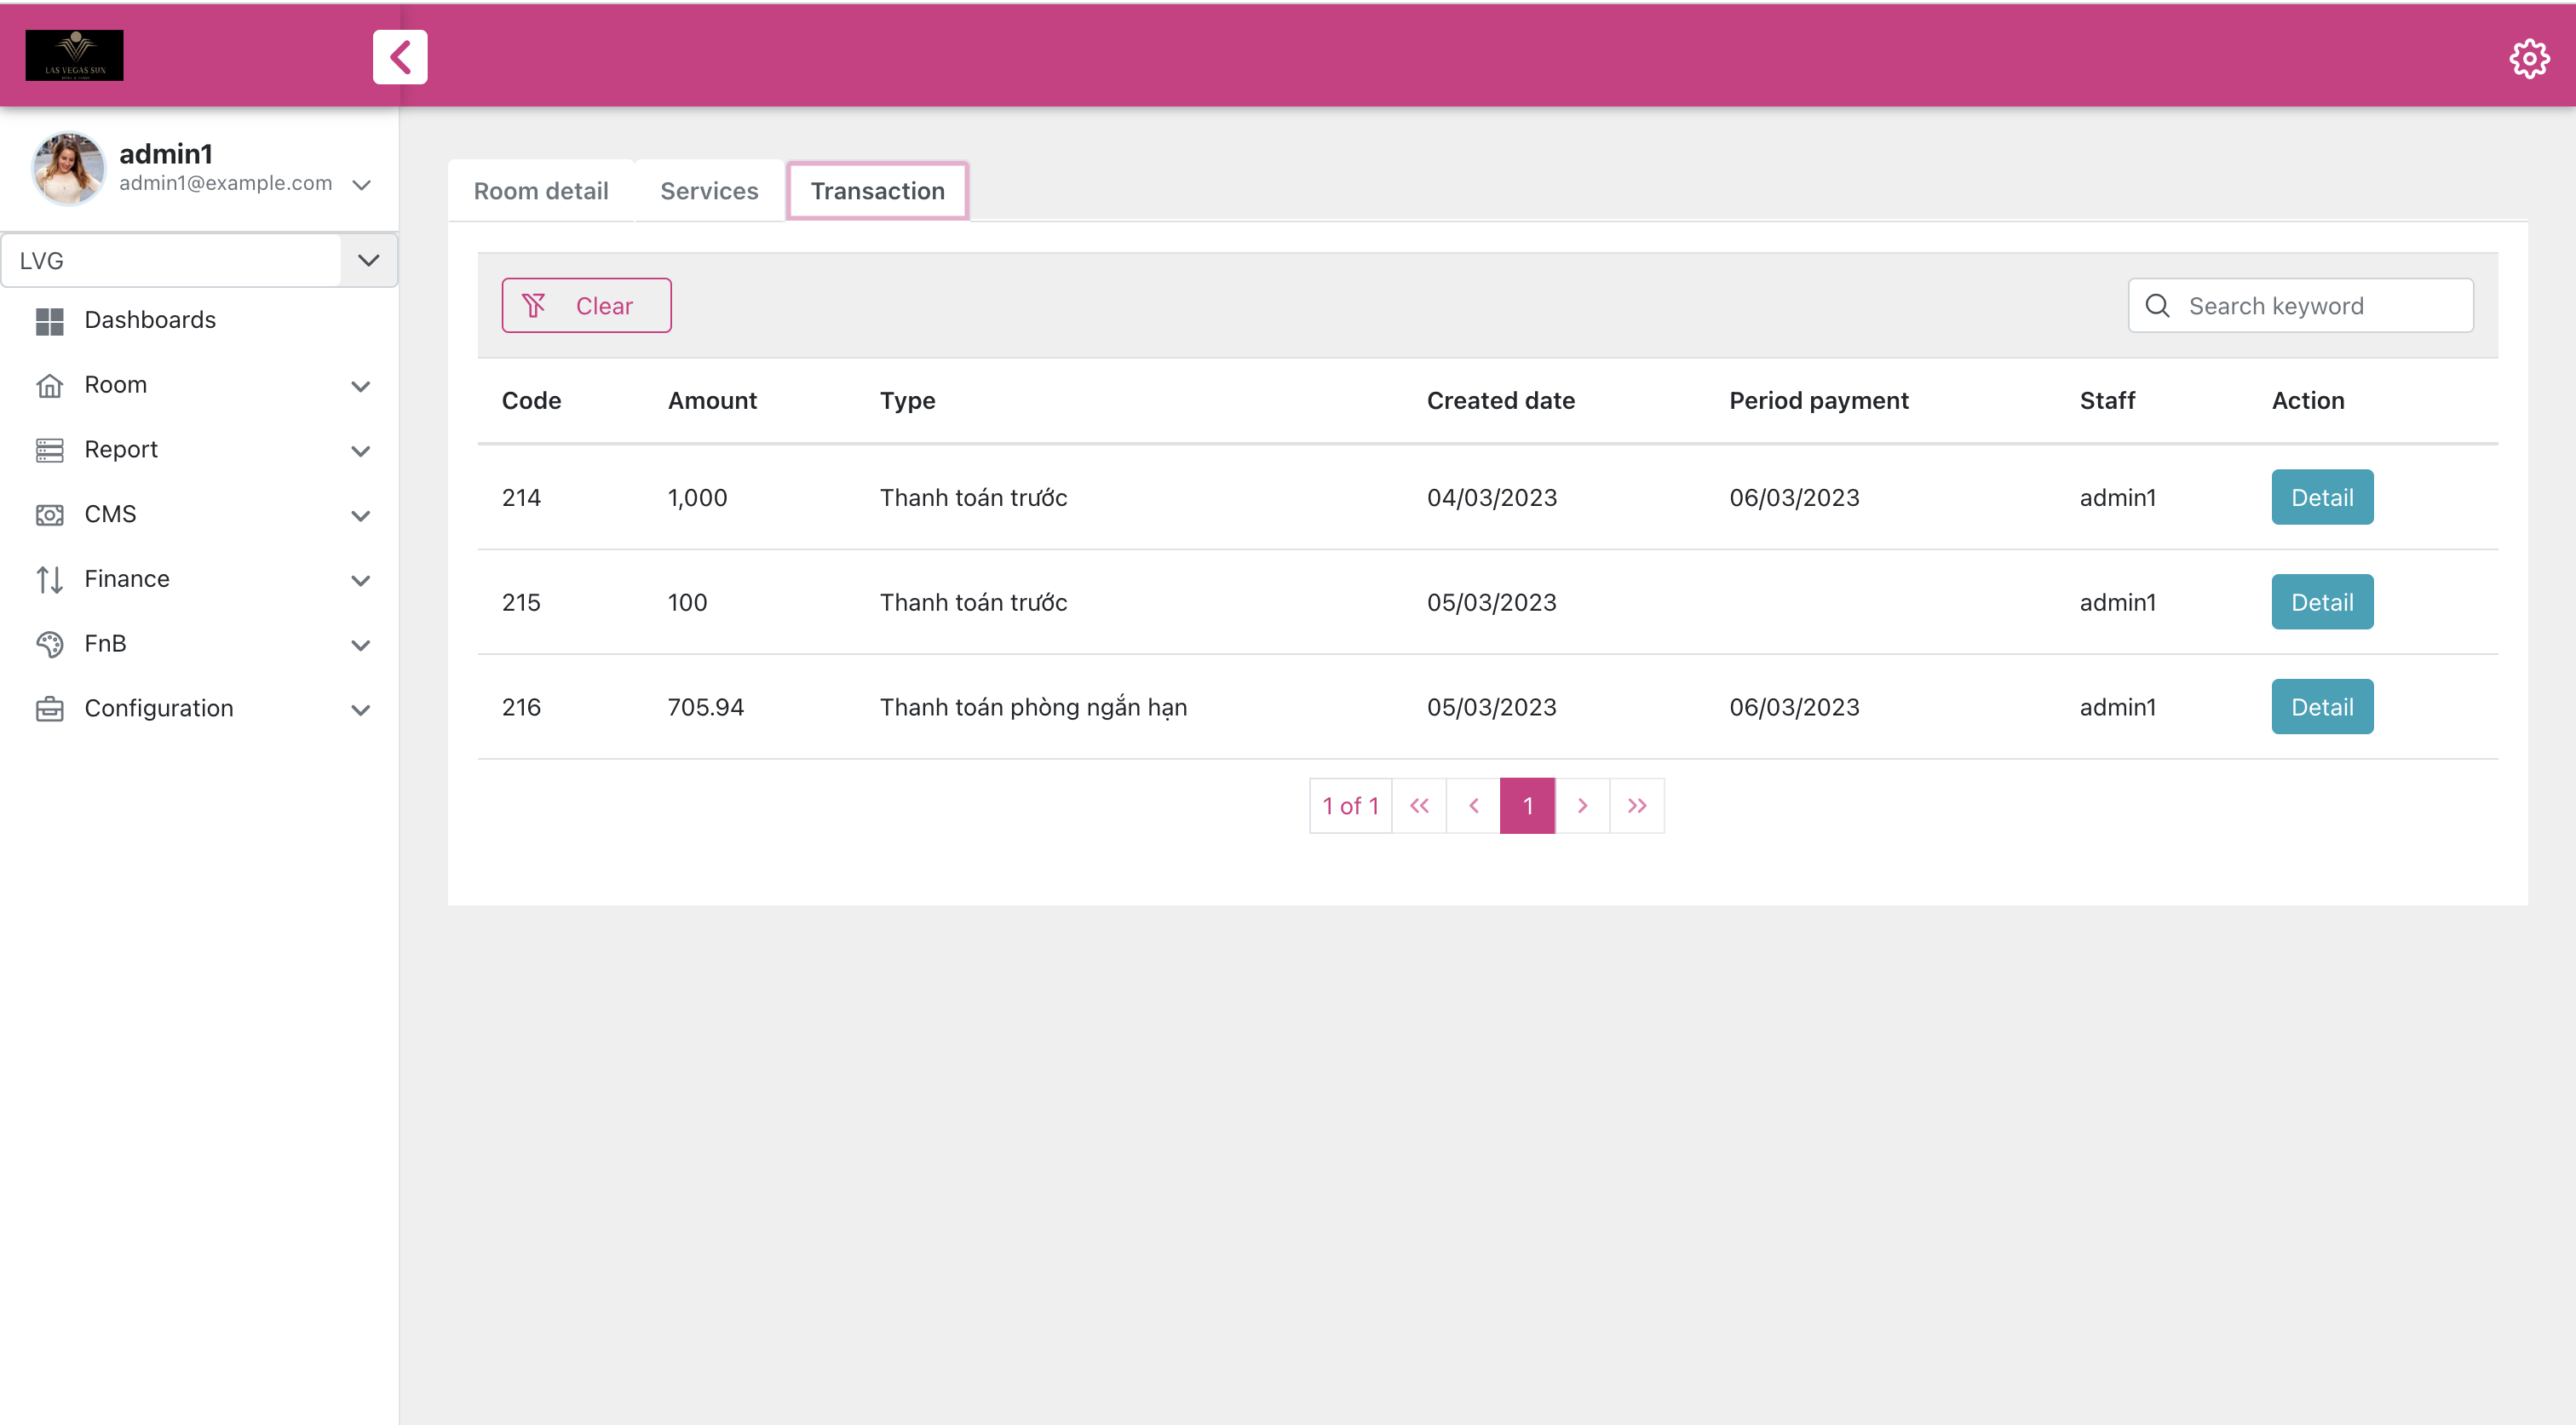 LAS VEGAS SUN
admin1
admin1@example.com
LVG
Dashboards
Room
Report
CMS
Finance
FnB
Configuration
Room detail Services Transaction
Clear Search keyword
Code Amount Type Created date Period payment Staff Action
214 1,000 Thanh toán trước 04/03/2023 06/03/2023 admin1 Detail
215 100 Thanh toán trước 05/03/2023 admin1 Detail
216 705.94 Thanh toán phòng ngắn hạn 05/03/2023 06/03/2023 admin1 Detail
1 of 1 « ‹ 1 › »